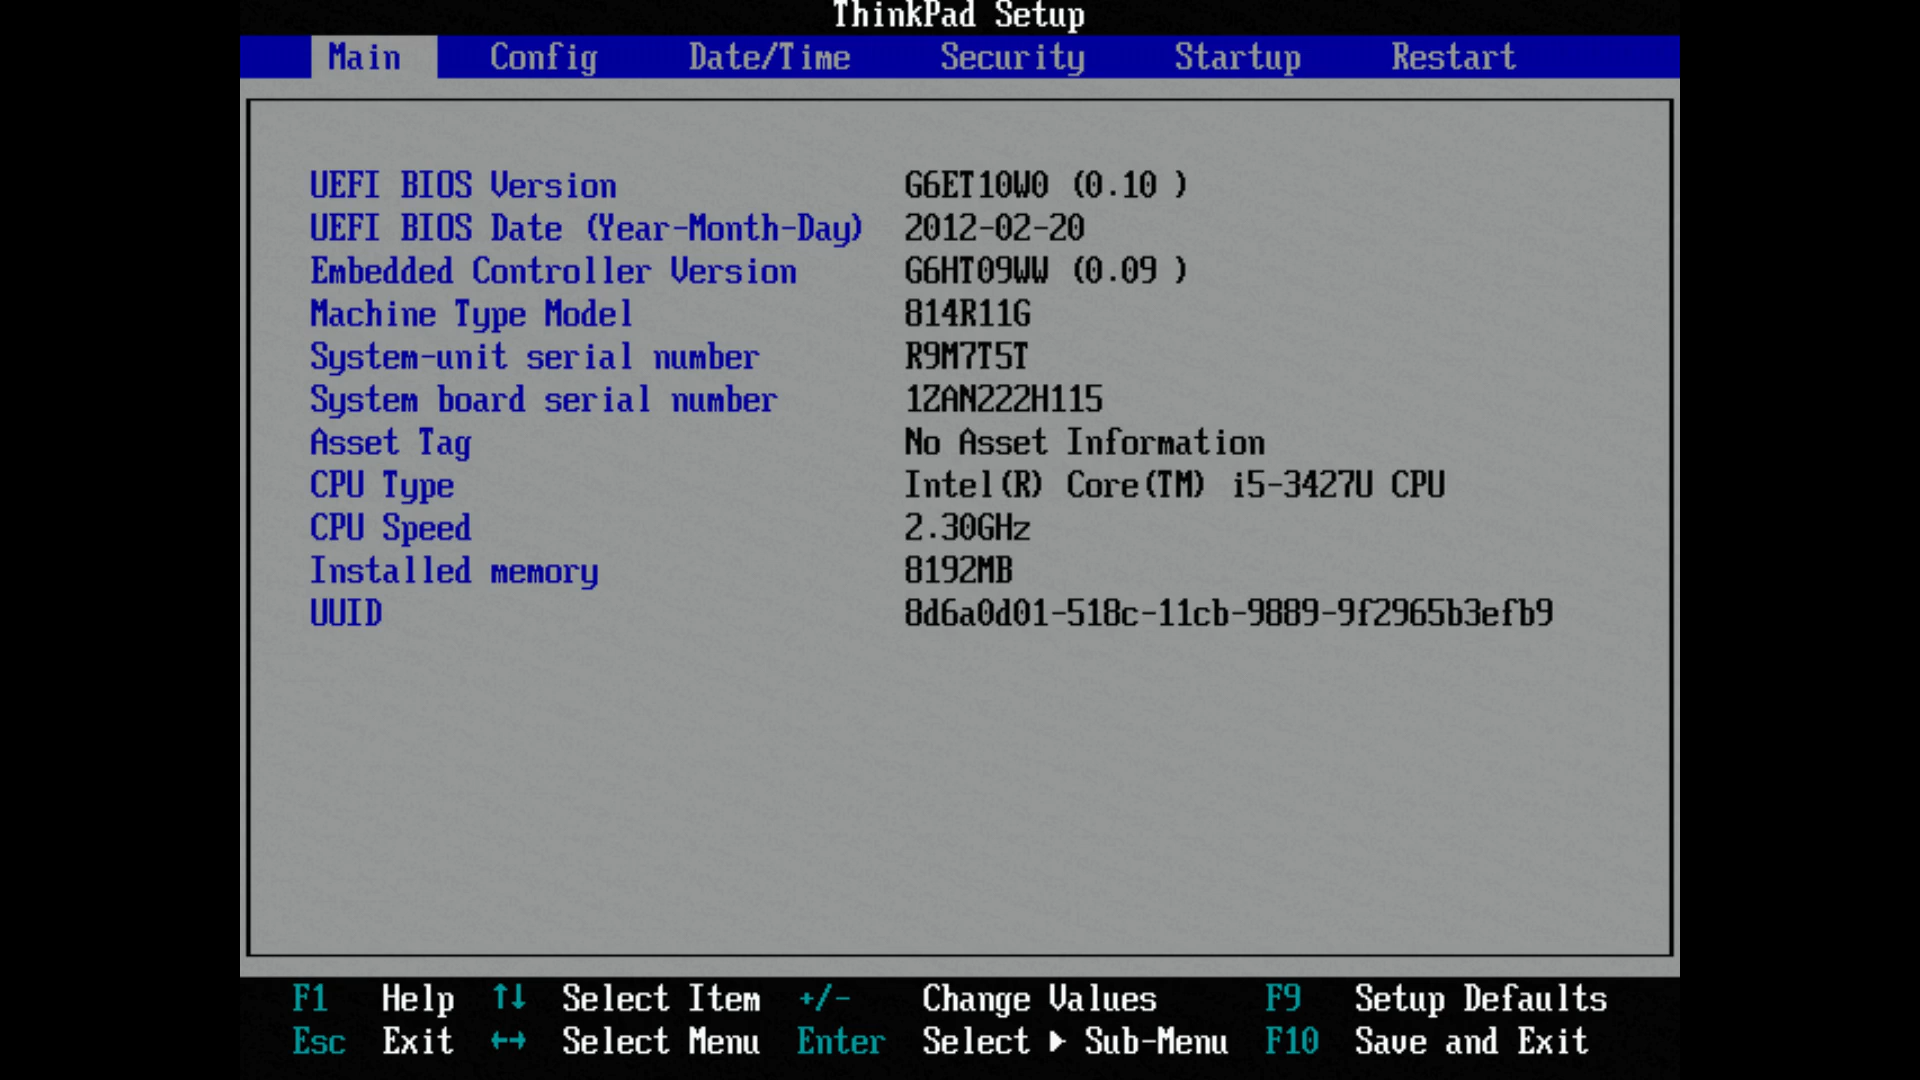 ThinkPad Setup
Main Config Date/Time Security Startup Restart
UEFI BIOS Version G6ET10W0 (0.10 )
UEFI BIOS Date (Year-Month-Day) 2012-02-20
Embedded Controller Version G6HT09WW (0.09 )
Machine Type Model 814R11G
System-unit serial number R9M7T5T
System board serial number 1ZAN222H115
Asset Tag No Asset Information
CPU Type Intel(R) Core(TM) i5-3427U CPU
CPU Speed 2.30GHz
Installed memory 8192MB
UUID 8d6a0d01-518c-11cb-9889-9f2965b3efb9
F1 Help ↑↓ Select Item +/- Change Values F9 Setup Defaults
Esc Exit ↔ Select Menu Enter Select ▶ Sub-Menu F10 Save and Exit